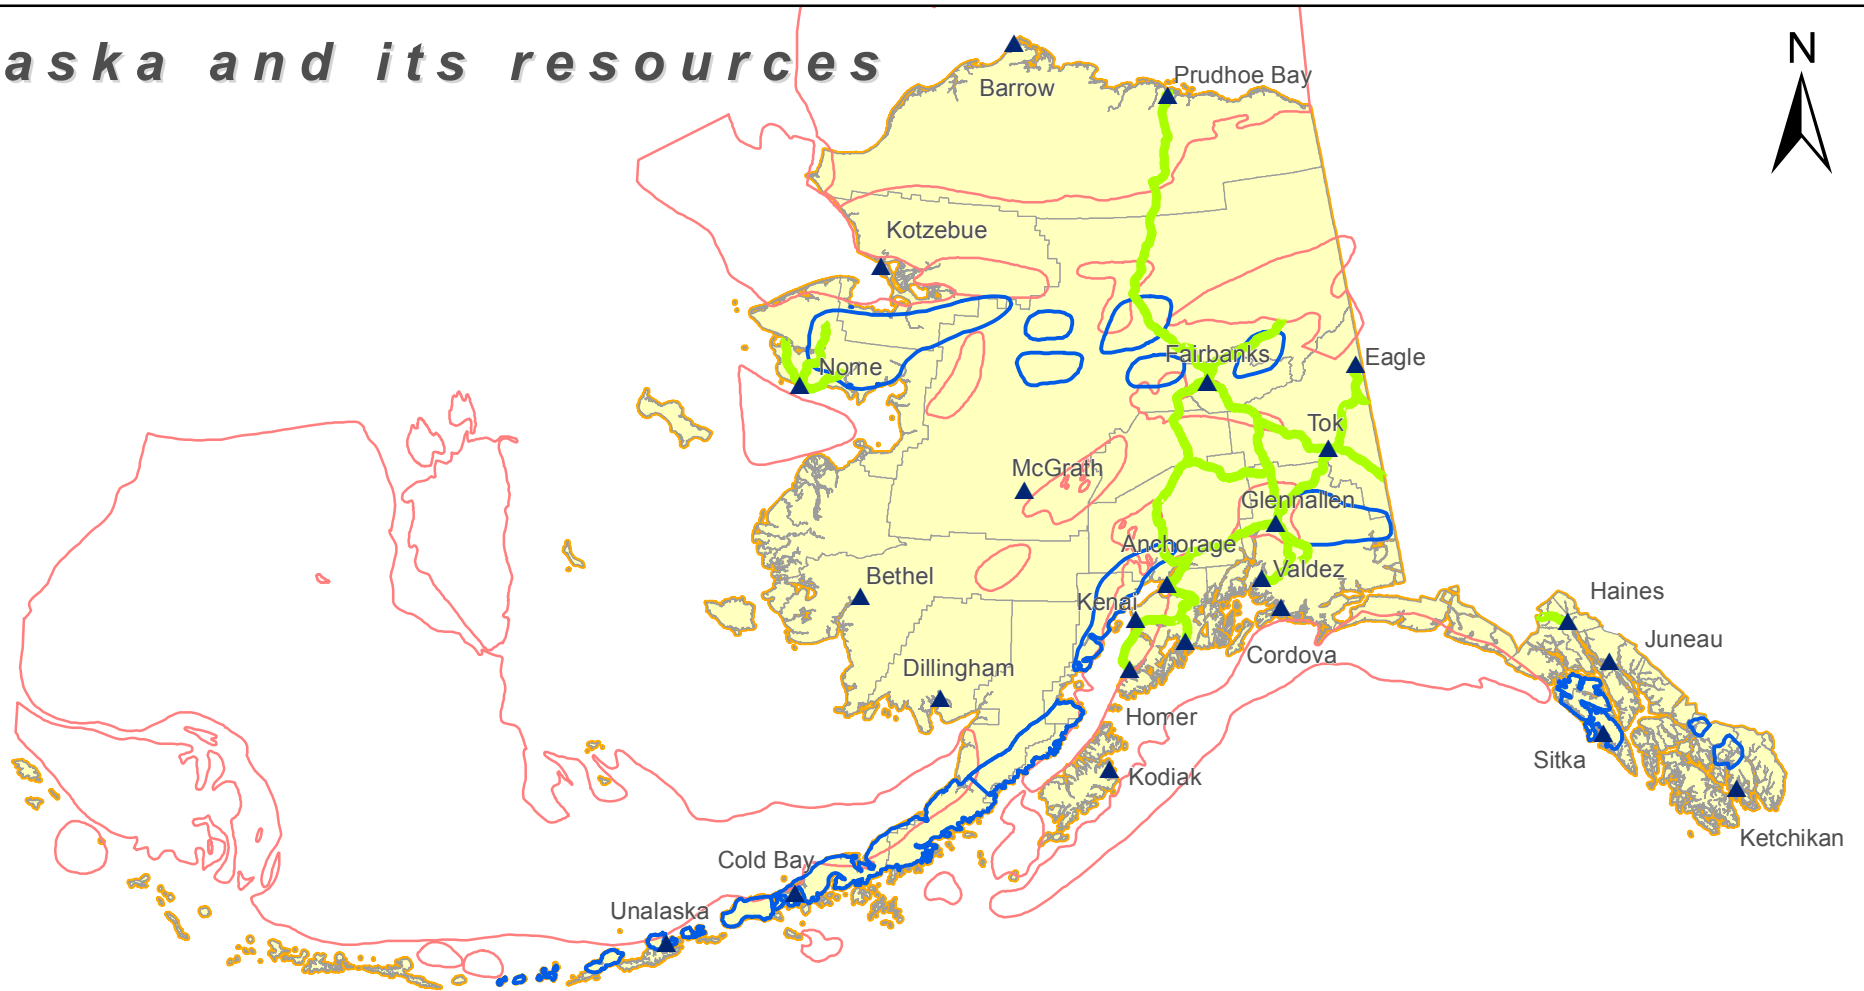 aska and its resources
N
Prudhoe Bay
Barrow
Kotzebue
Fairbanks
Eagle
Nome
Tok
McGrath
Glennallen
Anchorage
Valdez
Bethel
Haines
Kenai
Juneau
Cordova
Dillingham
Homer
Sitka
Kodiak
Ketchikan
Cold Bay
Unalaska